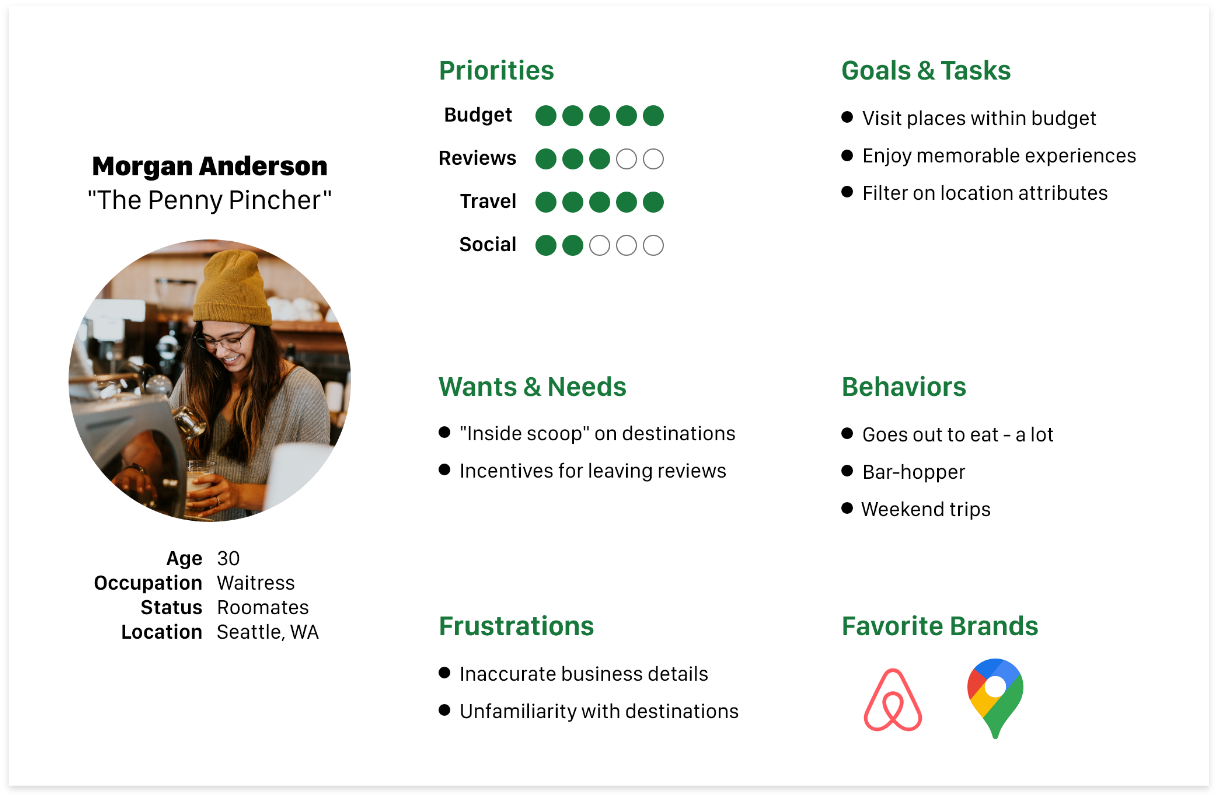 Morgan Anderson
"The Penny Pincher"
Age 30
Occupation Waitress
Status Roomates
Location Seattle, WA
Priorities
Budget
Reviews
Travel
Social
Goals & Tasks
Visit places within budget
Enjoy memorable experiences
Filter on location attributes
Wants & Needs
"Inside scoop" on destinations
Incentives for leaving reviews
Behaviors
Goes out to eat - a lot
Bar-hopper
Weekend trips
Frustrations
Inaccurate business details
Unfamiliarity with destinations
Favorite Brands